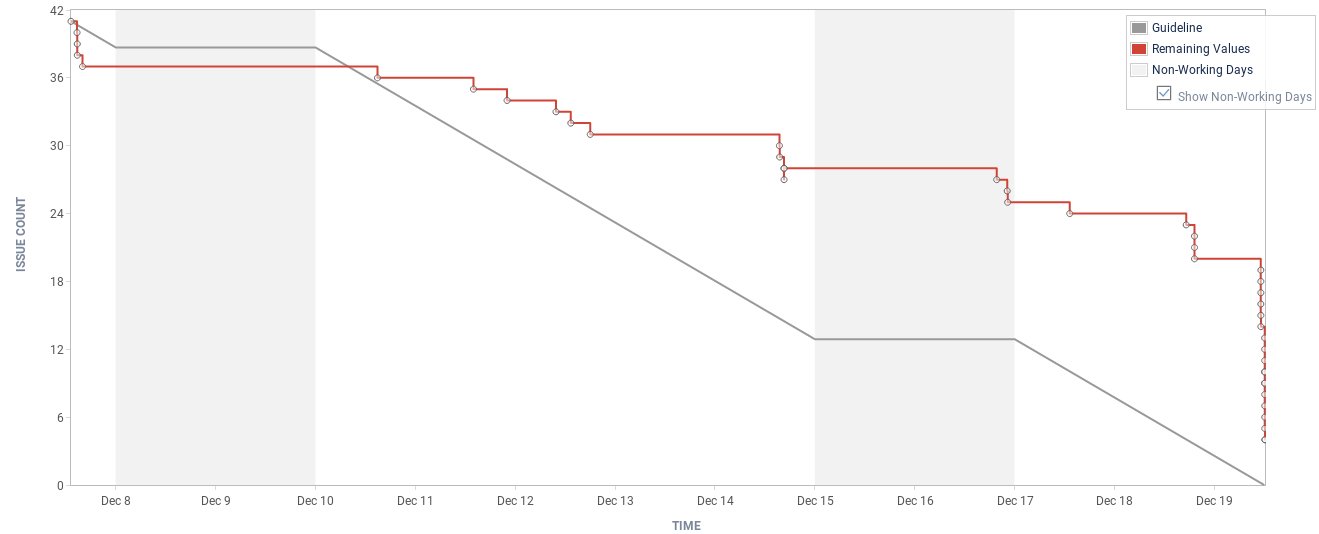 42
36
30
24
18
12
6
0
ISSUE COUNT
Guideline
Remaining Values
Non-Working Days
Show Non-Working Days
Dec 8 Dec 9 Dec 10 Dec 11 Dec 12 Dec 13 Dec 14 Dec 15 Dec 16 Dec 17 Dec 18 Dec 19
TIME